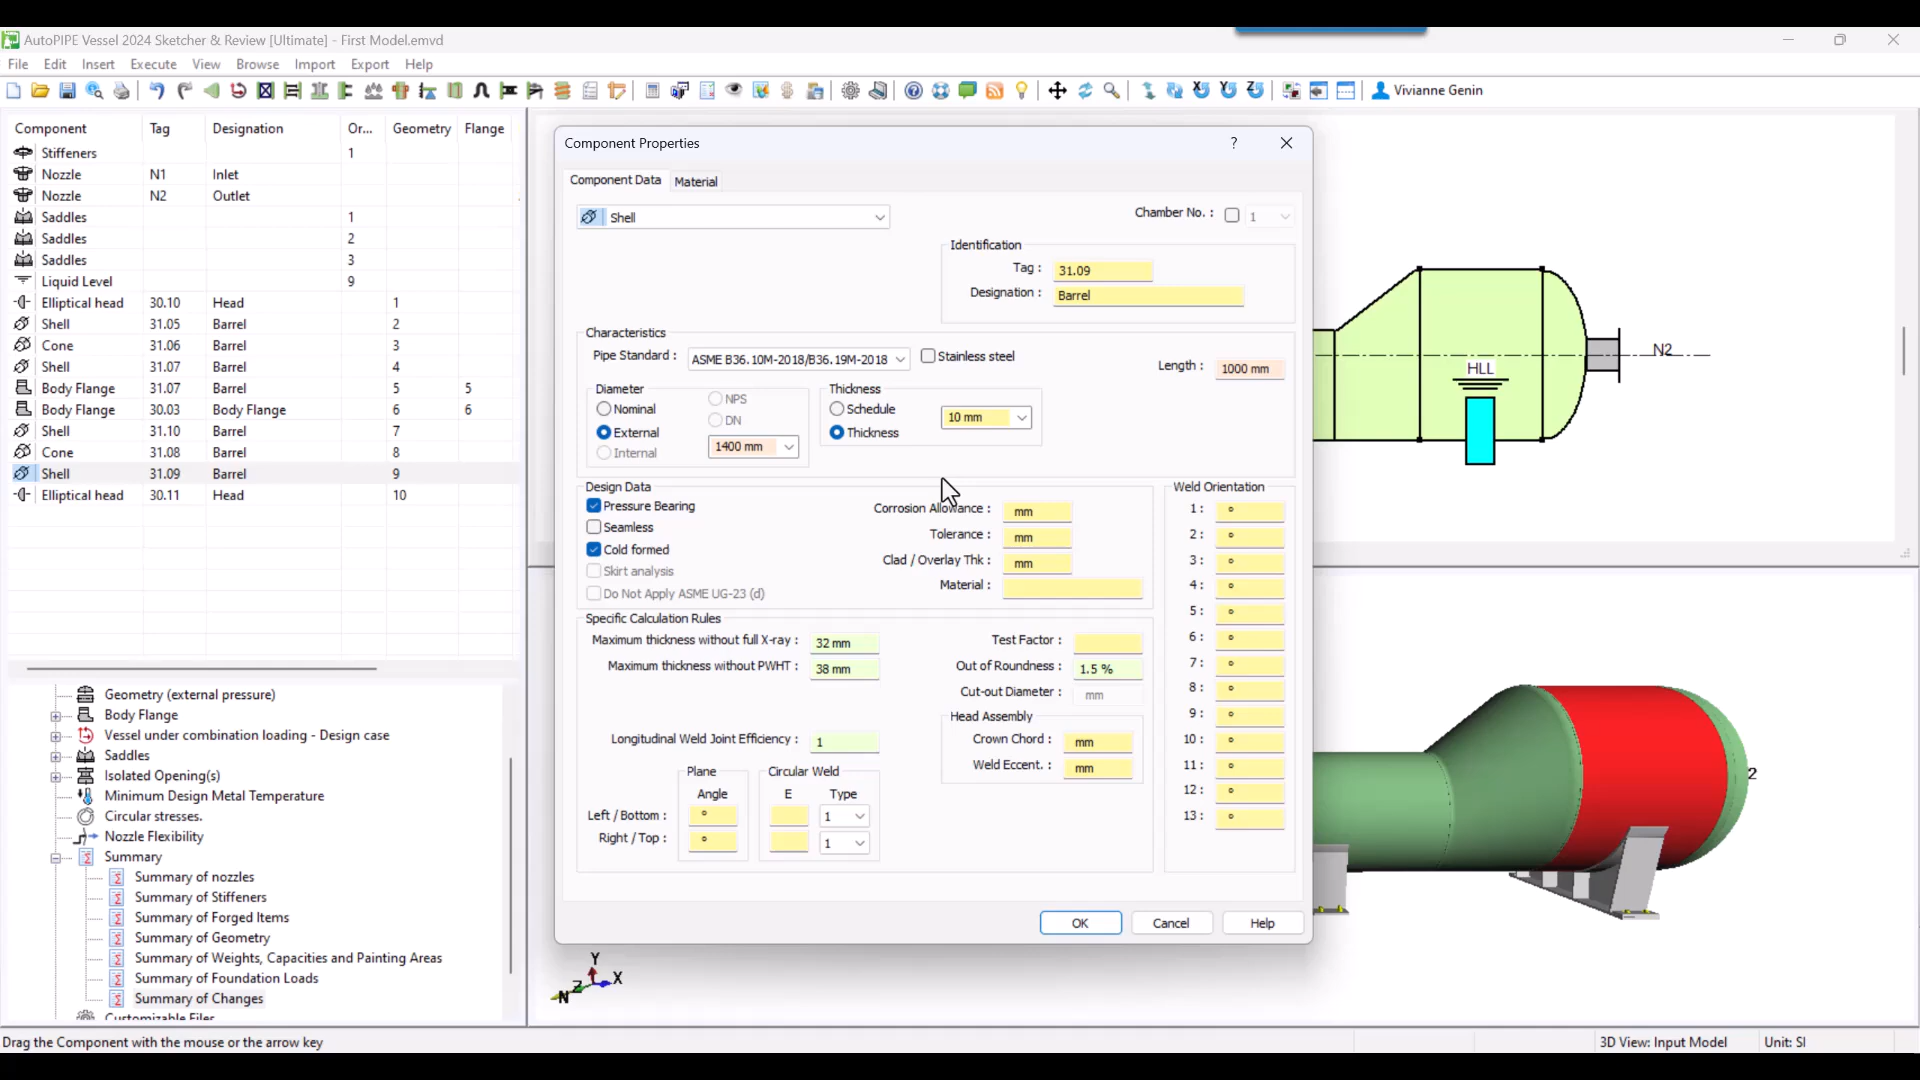 AutoPIPE Vessel 2024 Sketcher & Review [Ultimate] - First Model.emvd
File Edit Insert Execute View Browse Import Export Help
Vivianne Genin
Component Tag Designation Or... Geometry Flange
Stiffeners 1
Nozzle N1 Inlet
Nozzle N2 Outlet
Saddles 1
Saddles 2
Saddles 3
Liquid Level 9
Elliptical head 30.10 Head 1
Shell 31.05 Barrel 2
Cone 31.06 Barrel 3
Shell 31.07 Barrel 4
Body Flange 31.07 Barrel 5 5
Body Flange 30.03 Body Flange 6 6
Shell 31.10 Barrel 7
Cone 31.08 Barrel 8
Shell 31.09 Barrel 9
Elliptical head 30.11 Head 10
Geometry (external pressure)
Body Flange
Vessel under combination loading - Design case
Saddles
Isolated Opening(s)
Minimum Design Metal Temperature
Circular stresses.
Nozzle Flexibility
Summary
Summary of nozzles
Summary of Stiffeners
Summary of Forged Items
Summary of Geometry
Summary of Weights, Capacities and Painting Areas
Summary of Foundation Loads
Summary of Changes
Customizable Files
Component Properties ?
Component Data Material
Shell
Chamber No. : 1
Identification
Tag : 31.09
Designation : Barrel
Characteristics
Pipe Standard : ASME B36.10M-2018/B36.19M-2018 Stainless steel
Length : 1000 mm
Diameter
Nominal NPS
DN
External
Internal 1400 mm
Thickness
Schedule 10 mm
Thickness
Design Data
Pressure Bearing
Seamless
Cold formed
Skirt analysis
Do Not Apply ASME UG-23 (d)
Corrosion Allowance : mm
Tolerance : mm
Clad / Overlay Thk : mm
Material :
Specific Calculation Rules
Maximum thickness without full X-ray : 32 mm
Maximum thickness without PWHT : 38 mm
Longitudinal Weld Joint Efficiency : 1
Plane
Angle
Circular Weld
E Type
Left / Bottom : ° 1
Right / Top : ° 1
Test Factor :
Out of Roundness : 1.5 %
Cut-out Diameter : mm
Head Assembly
Crown Chord : mm
Weld Eccent. : mm
Weld Orientation
1 : °
2 : °
3 : °
4 : °
5 : °
6 : °
7 : °
8 : °
9 : °
10 : °
11 : °
12 : °
13 : °
OK Cancel Help
HLL
N2
2
Y
X
Z
N
Drag the Component with the mouse or the arrow key
3D View: Input Model Unit: SI